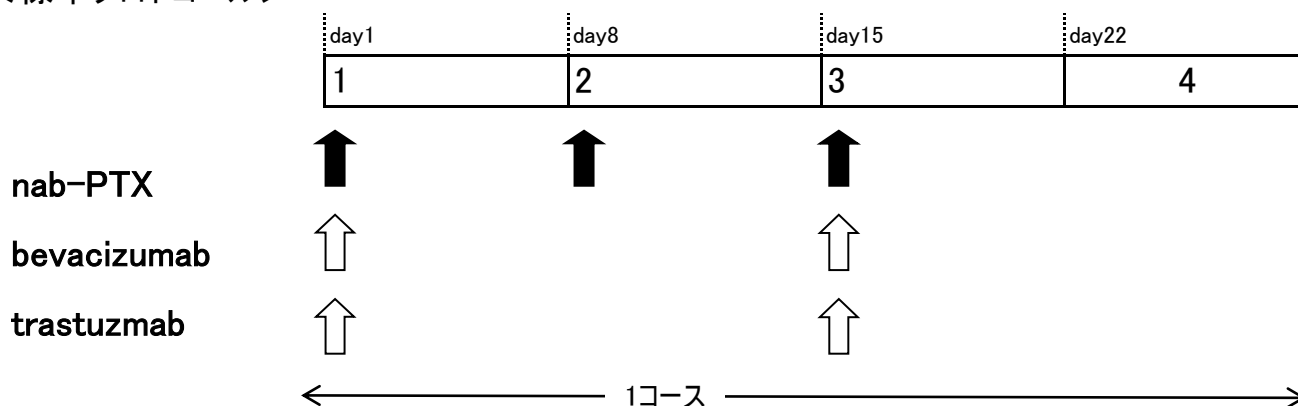 day1 day8 day15 day22
1 2 3 4
nab-PTX
bevacizumab
trastuzmab
1コース